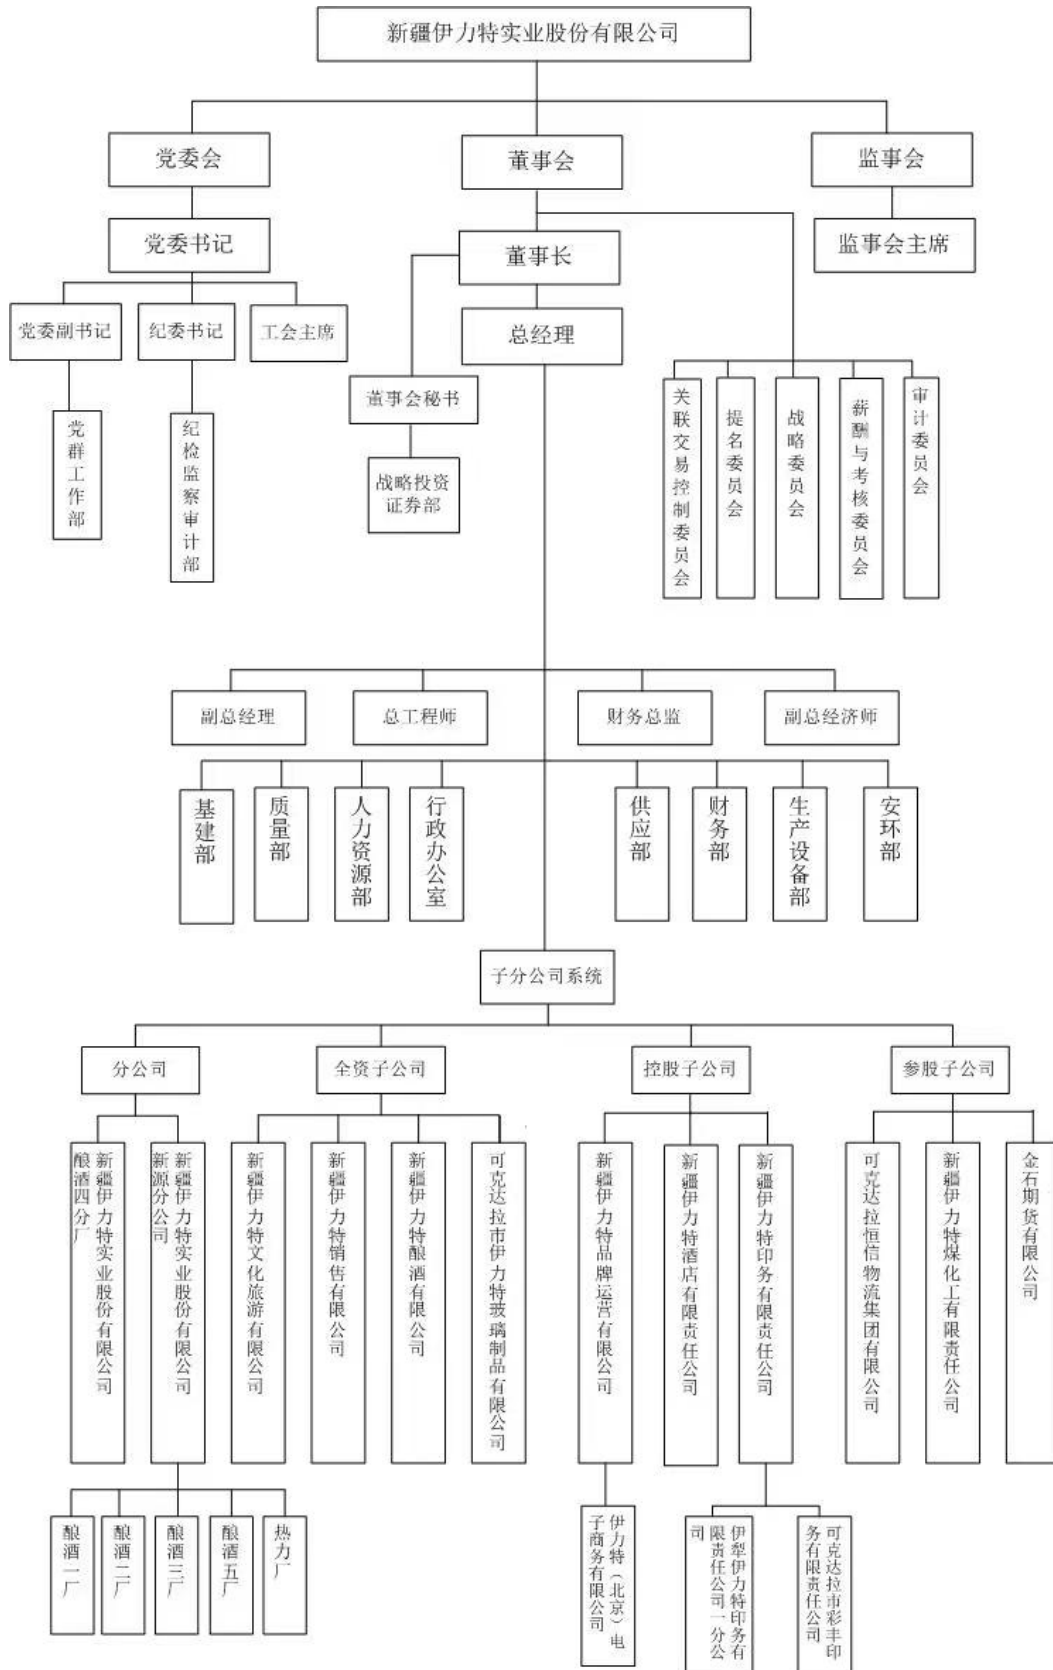 新疆伊力特实业股份有限公司
党委会
董事会
监事会
党委书记
董事长
监事会主席
党委副书记
纪委书记
工会主席
总经理
董事会秘书
党群工作部
纪检监察审计部
战略投资
证券部
关联交易控制委员会
提名委员会
战略委员会
薪酬与考核委员会
审计委员会
副总经理
总工程师
财务总监
副总经济师
基建部
质量部
人力资源部
行政办公室
供应部
财务部
生产设备部
安环部
子分公司系统
分公司
全资子公司
控股子公司
参股子公司
新疆伊力特实业股份有限公司
酿酒四分厂
新疆伊力特实业股份有限公司
新源分公司
新疆伊力特文化旅游有限公司
新疆伊力特销售有限公司
新疆伊力特酿酒有限公司
可克达拉市伊力特玻璃制品有限公司
新疆伊力特品牌运营有限公司
新疆伊力特酒店有限责任公司
新疆伊力特印务有限责任公司
可克达拉恒信物流集团有限公司
新疆伊力特煤化工有限责任公司
金石期货有限公司
酿酒一厂
酿酒二厂
酿酒三厂
酿酒五厂
热力厂
伊力特（北京）电
子商务有限公司
伊犁伊力特印务有
限责任公司一分公
司
可克达拉市彩丰印
务有限责任公司